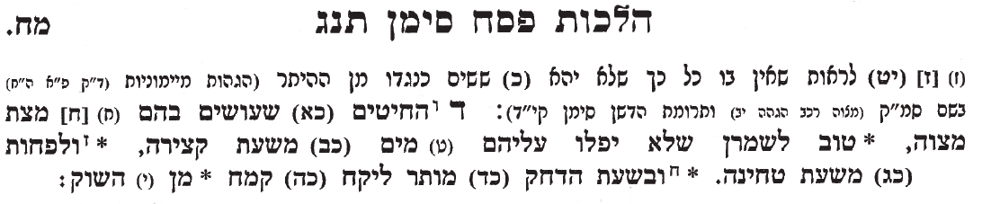 הלכות פסח סימן תנג מח.
(ז) [ז] (יט) לראות שאין בו כל כך שלא יהא (כ) ששים כנגדו מן ההיתר (הגהות מיימוניות (ד"ק פ"א ה"ח)
בשם סמ"ק (מצוה רכב הגהה יב) ותרומת הדשן סימן קי"ד): ד ו החיטים (כא) שעושים בהם (ח) [ח] מצת
מצוה, * טוב לשמרן שלא יפלו עליהם (ט) מים (כב) משעת קצירה, * ז ולפחות
(כג) משעת טחינה. * ח ובשעת הדחק (כד) מותר ליקח (כה) קמח * מן (י) השוק: